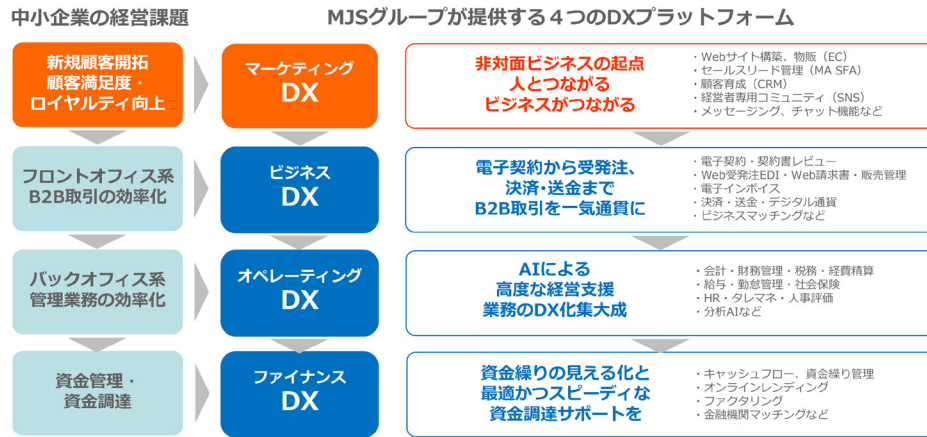 中小企業の経営課題
MJSグループが提供する４つのDXプラットフォーム
新規顧客開拓
顧客満足度・
ロイヤルティ向上
マーケティング
DX
非対面ビジネスの起点
人とつながる
ビジネスがつながる
・Webサイト構築、物販（EC）
・セールスリード管理（MA SFA）
・顧客育成（CRM）
・経営者専用コミュニティ（SNS）
・メッセージング、チャット機能など
フロントオフィス系
B2B取引の効率化
ビジネス
DX
電子契約から受発注、
決済･送金まで
B2B取引を一気通貫に
・電子契約・契約書レビュー
・Web受発注EDI・Web請求書・販売管理
・電子インボイス
・決済・送金・デジタル通貨
・ビジネスマッチングなど
バックオフィス系
管理業務の効率化
オペレーティング
DX
AIによる
高度な経営支援
業務のDX化集大成
・会計・財務管理・税務・経費精算
・給与・勤怠管理・社会保険
・HR・タレマネ・人事評価
・分析AIなど
資金管理・
資金調達
ファイナンス
DX
資金繰りの見える化と
最適かつスピーディな
資金調達サポートを
・キャッシュフロー、資金繰り管理
・オンラインレンディング
・ファクタリング
・金融機関マッチングなど